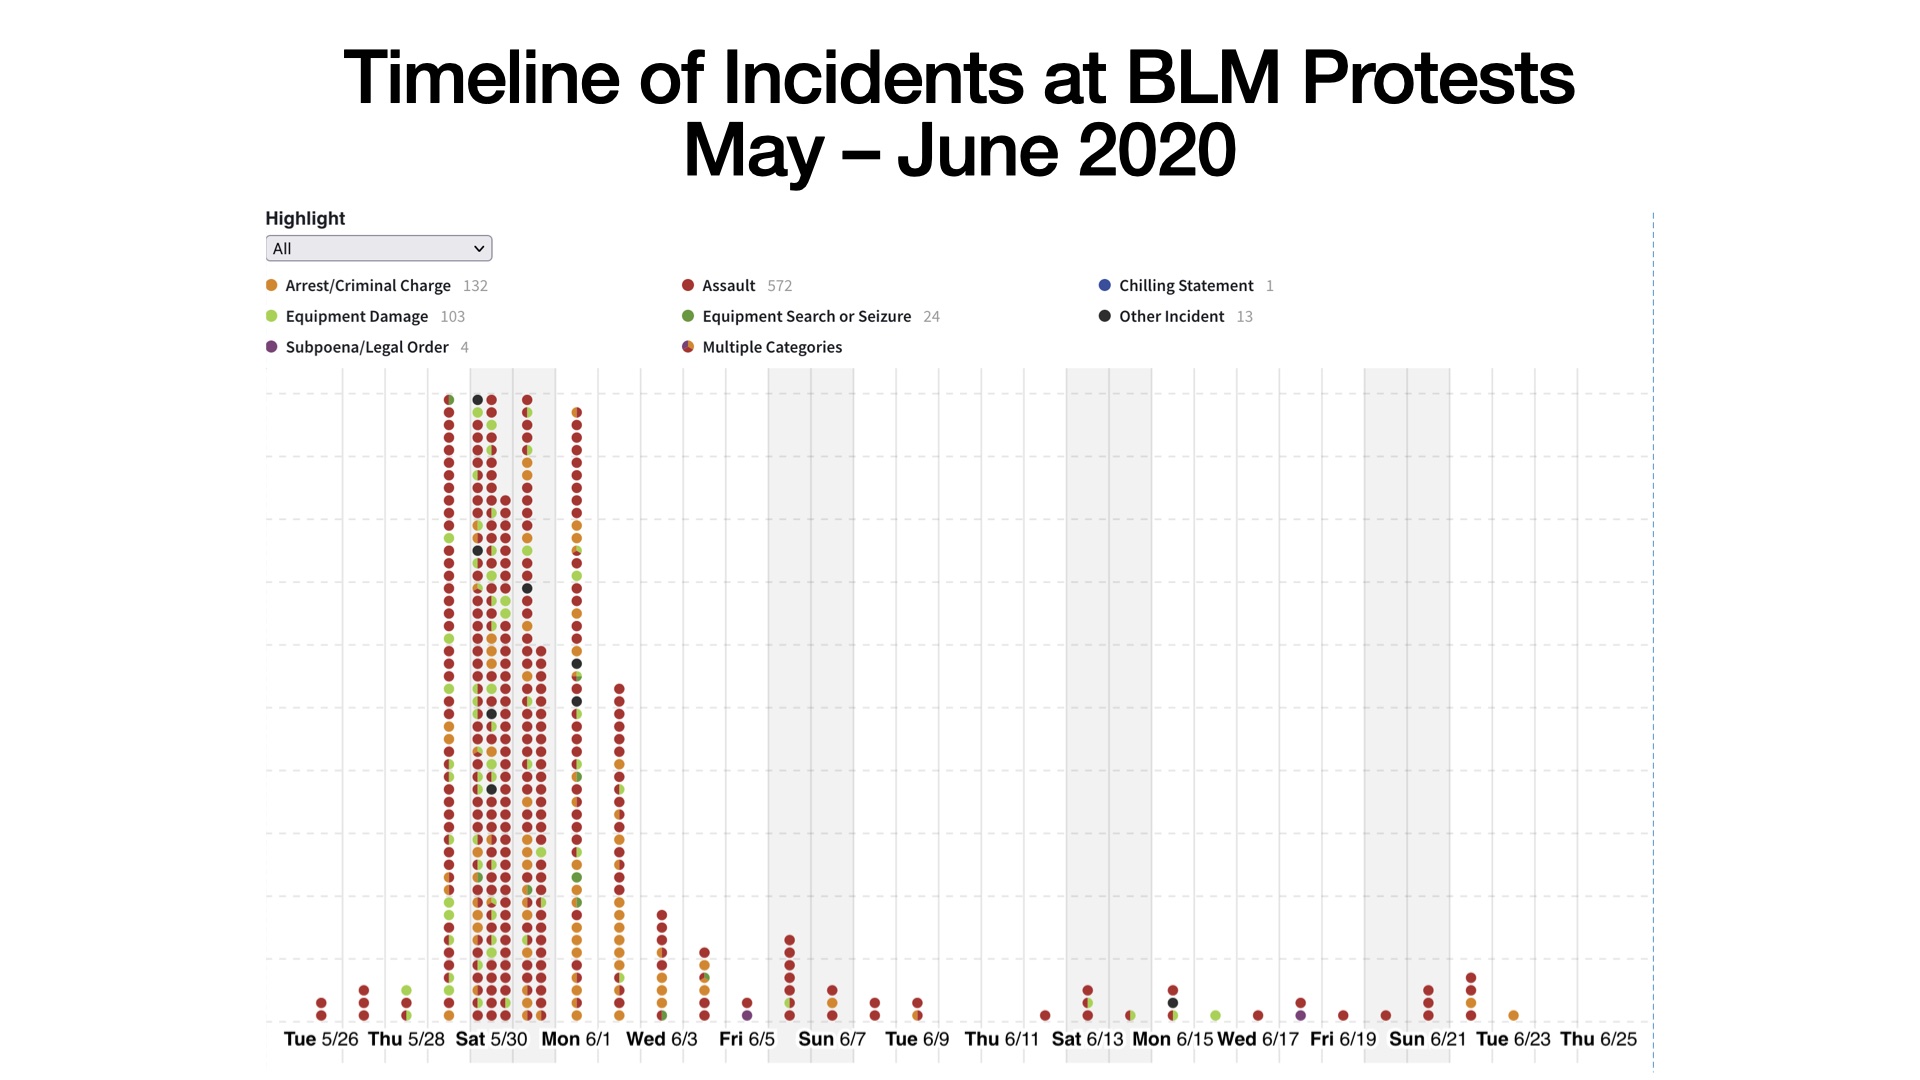 Timeline of Incidents at BLM Protests
May – June 2020
Highlight
All
Arrest/Criminal Charge 132
Assault 572
Chilling Statement 1
Equipment Damage 103
Equipment Search or Seizure 24
Other Incident 13
Subpoena/Legal Order 4
Multiple Categories
Tue 5/26 Thu 5/28 Sat 5/30 Mon 6/1 Wed 6/3 Fri 6/5 Sun 6/7 Tue 6/9 Thu 6/11 Sat 6/13 Mon 6/15 Wed 6/17 Fri 6/19 Sun 6/21 Tue 6/23 Thu 6/25